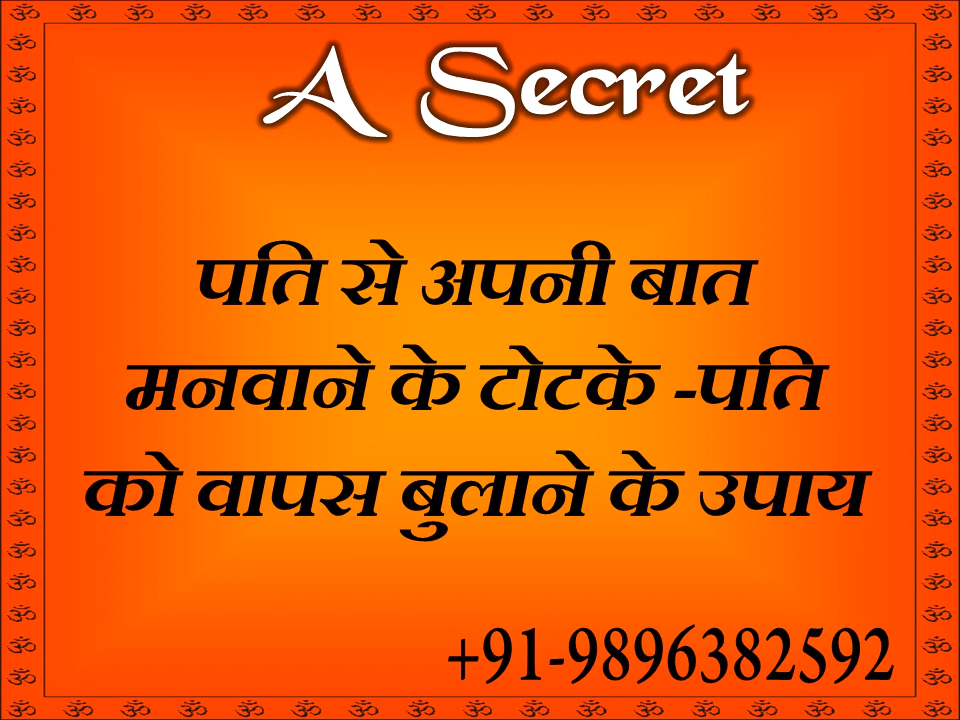 A Secret
पति से अपनी बात
मनवाने के टोटके -पति
को वापस बुलाने के उपाय
+91-9896382592